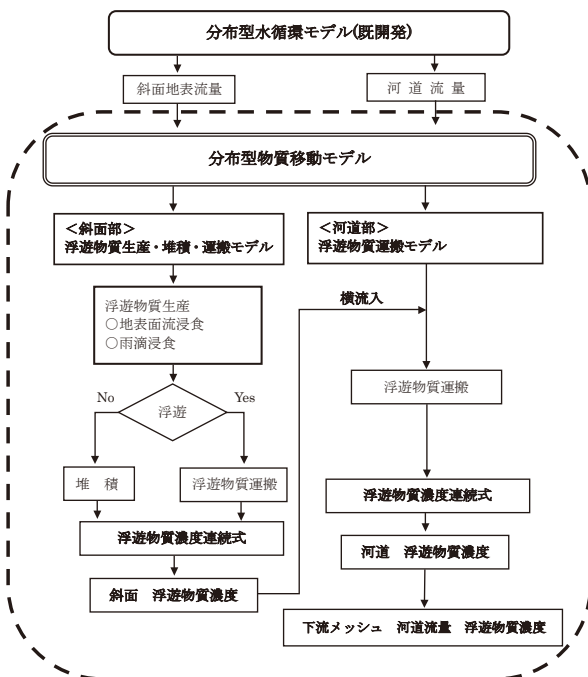 分布型水循環モデル(既開発)
斜面地表流量
河 道 流 量
分布型物質移動モデル
＜斜面部＞
浮遊物質生産・堆積・運搬モデル
＜河道部＞
浮遊物質運搬モデル
浮遊物質生産
○地表面流浸食
○雨滴浸食
横流入
浮遊物質運搬
No
浮遊
Yes
堆 積
浮遊物質運搬
浮遊物質濃度連続式
浮遊物質濃度連続式
斜面 浮遊物質濃度
河道 浮遊物質濃度
下流メッシュ 河道流量 浮遊物質濃度